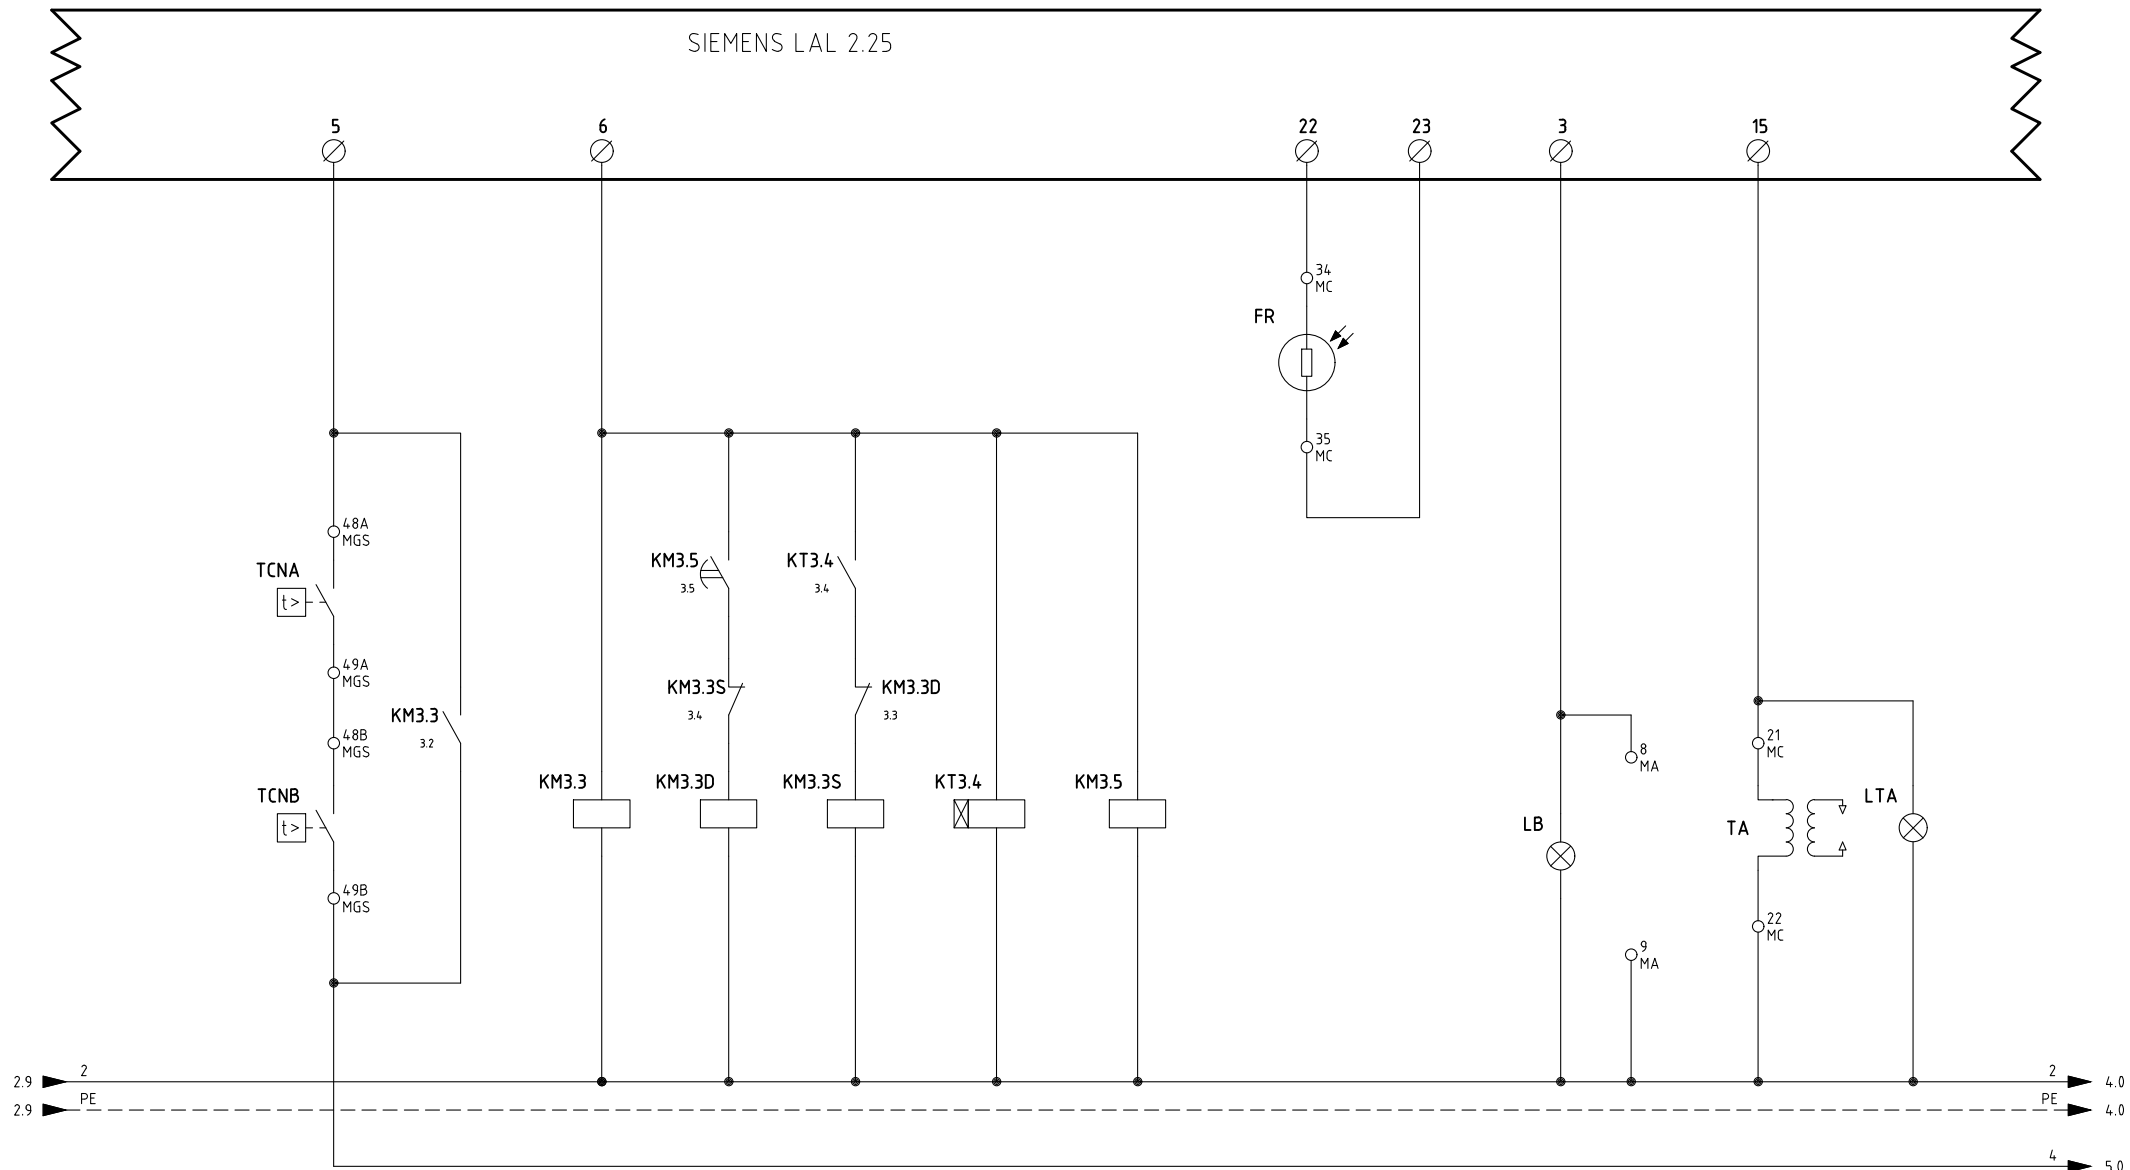 SIEMENS LAL 2.25
5
6
22
23
3
15
34
MC
FR
35
MC
48A
MGS
TCNA
t>
49A
MGS
48B
MGS
TCNB
t>
49B
MGS
KM3.3
3.2
KM3.5
3.5
KT3.4
3.4
KM3.3S
3.4
KM3.3D
3.3
KM3.3
KM3.3D
KM3.3S
KT3.4
KM3.5
8
MA
LB
9
MA
21
MC
TA
LTA
22
MC
2.9
2
2
4.0
2.9
PE
PE
4.0
4
5.0